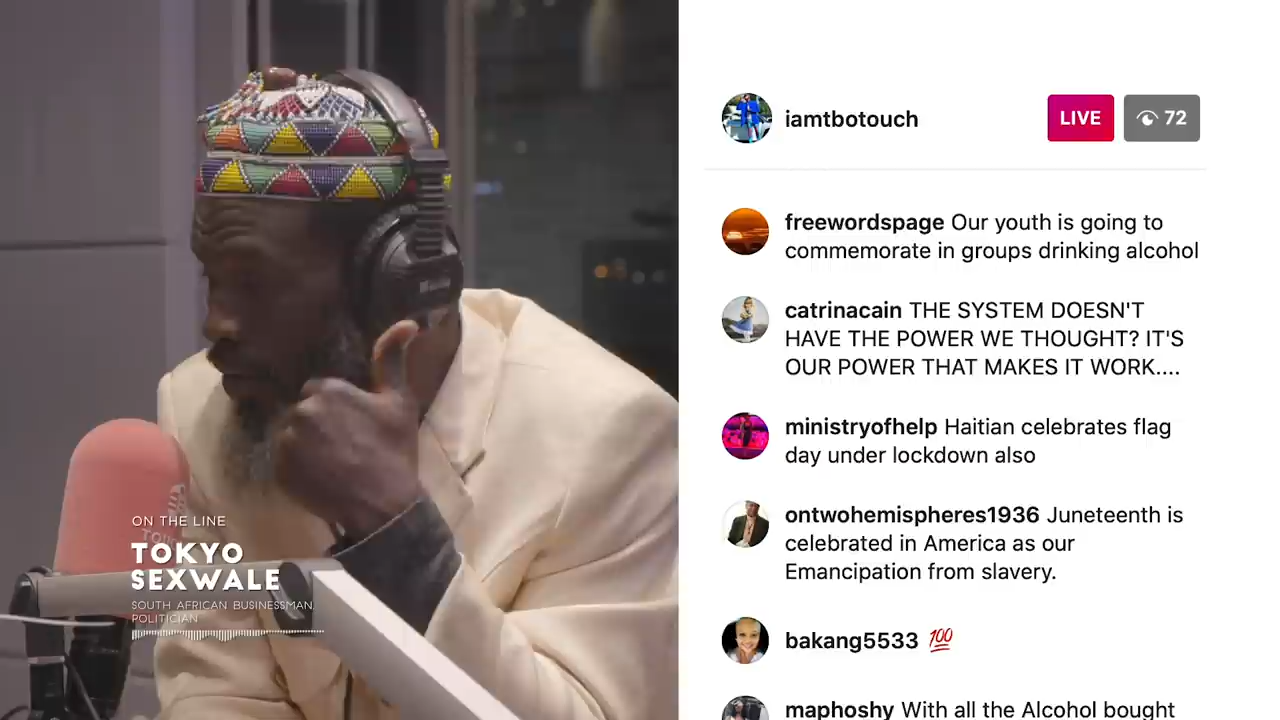 iamtbotouch
LIVE
72
freewordspage Our youth is going to
commemorate in groups drinking alcohol
catrinacain THE SYSTEM DOESN'T
HAVE THE POWER WE THOUGHT? IT'S
OUR POWER THAT MAKES IT WORK....
ministryofhelp Haitian celebrates flag
day under lockdown also
ontwohemispheres1936 Juneteenth is
celebrated in America as our
Emancipation from slavery.
bakang5533 💯
maphoshy With all the Alcohol bought
ON THE LINE
TOKYO
SEXWALE
SOUTH AFRICAN BUSINESSMAN,
POLITICIAN